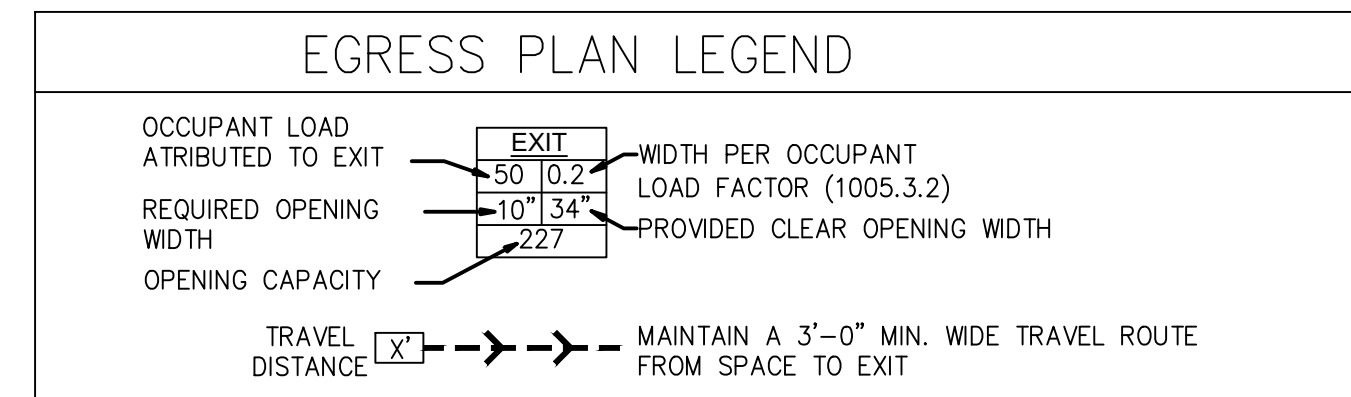 EGRESS PLAN LEGEND
OCCUPANT LOAD
ATRIBUTED TO EXIT
REQUIRED OPENING
WIDTH
OPENING CAPACITY
EXIT
50 0.2
10" 34"
227
WIDTH PER OCCUPANT
LOAD FACTOR (1005.3.2)
PROVIDED CLEAR OPENING WIDTH
TRAVEL
DISTANCE
X'
MAINTAIN A 3'-0" MIN. WIDE TRAVEL ROUTE
FROM SPACE TO EXIT